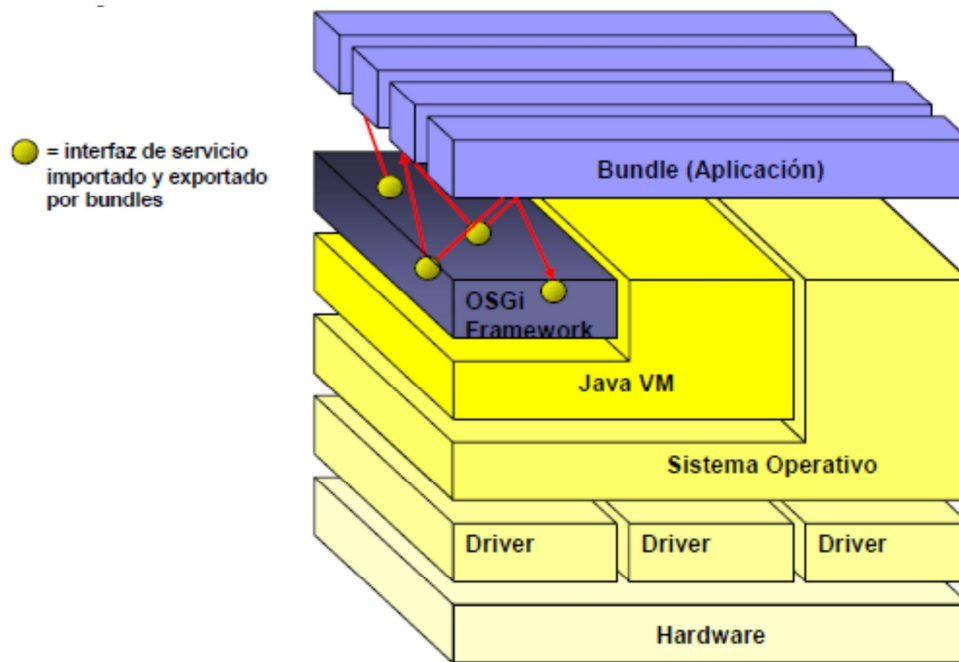 = interfaz de servicio
importado y exportado
por bundles
Bundle (Aplicación)
OSGi
Framework
Java VM
Sistema Operativo
Driver
Driver
Driver
Hardware